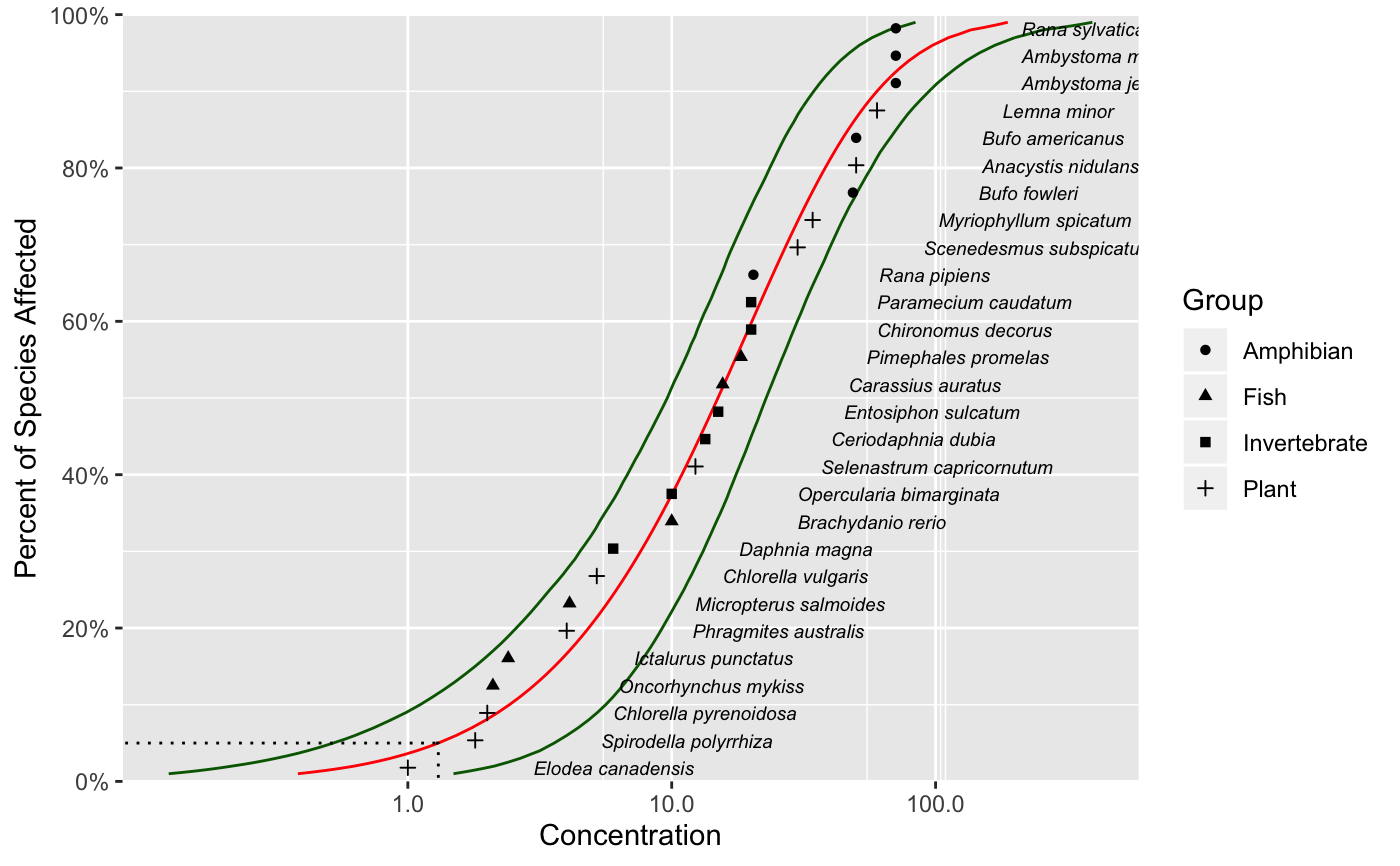 100%
80%
60%
40%
20%
0%
Percent of Species Affected
Rana sylvatica
Ambystoma m
Ambystoma je
Lemna minor
Bufo americanus
Anacystis nidulans
Bufo fowleri
Myriophyllum spicatum
Scenedesmus subspicatu
Rana pipiens
Paramecium caudatum
Chironomus decorus
Pimephales promelas
Carassius auratus
Entosiphon sulcatum
Ceriodaphnia dubia
Selenastrum capricornutum
Opercularia bimarginata
Brachydanio rerio
Daphnia magna
Chlorella vulgaris
Micropterus salmoides
Phragmites australis
Ictalurus punctatus
Oncorhynchus mykiss
Chlorella pyrenoidosa
Spirodella polyrrhiza
Elodea canadensis
1.0 10.0 100.0
Concentration
Group
Amphibian
Fish
Invertebrate
Plant